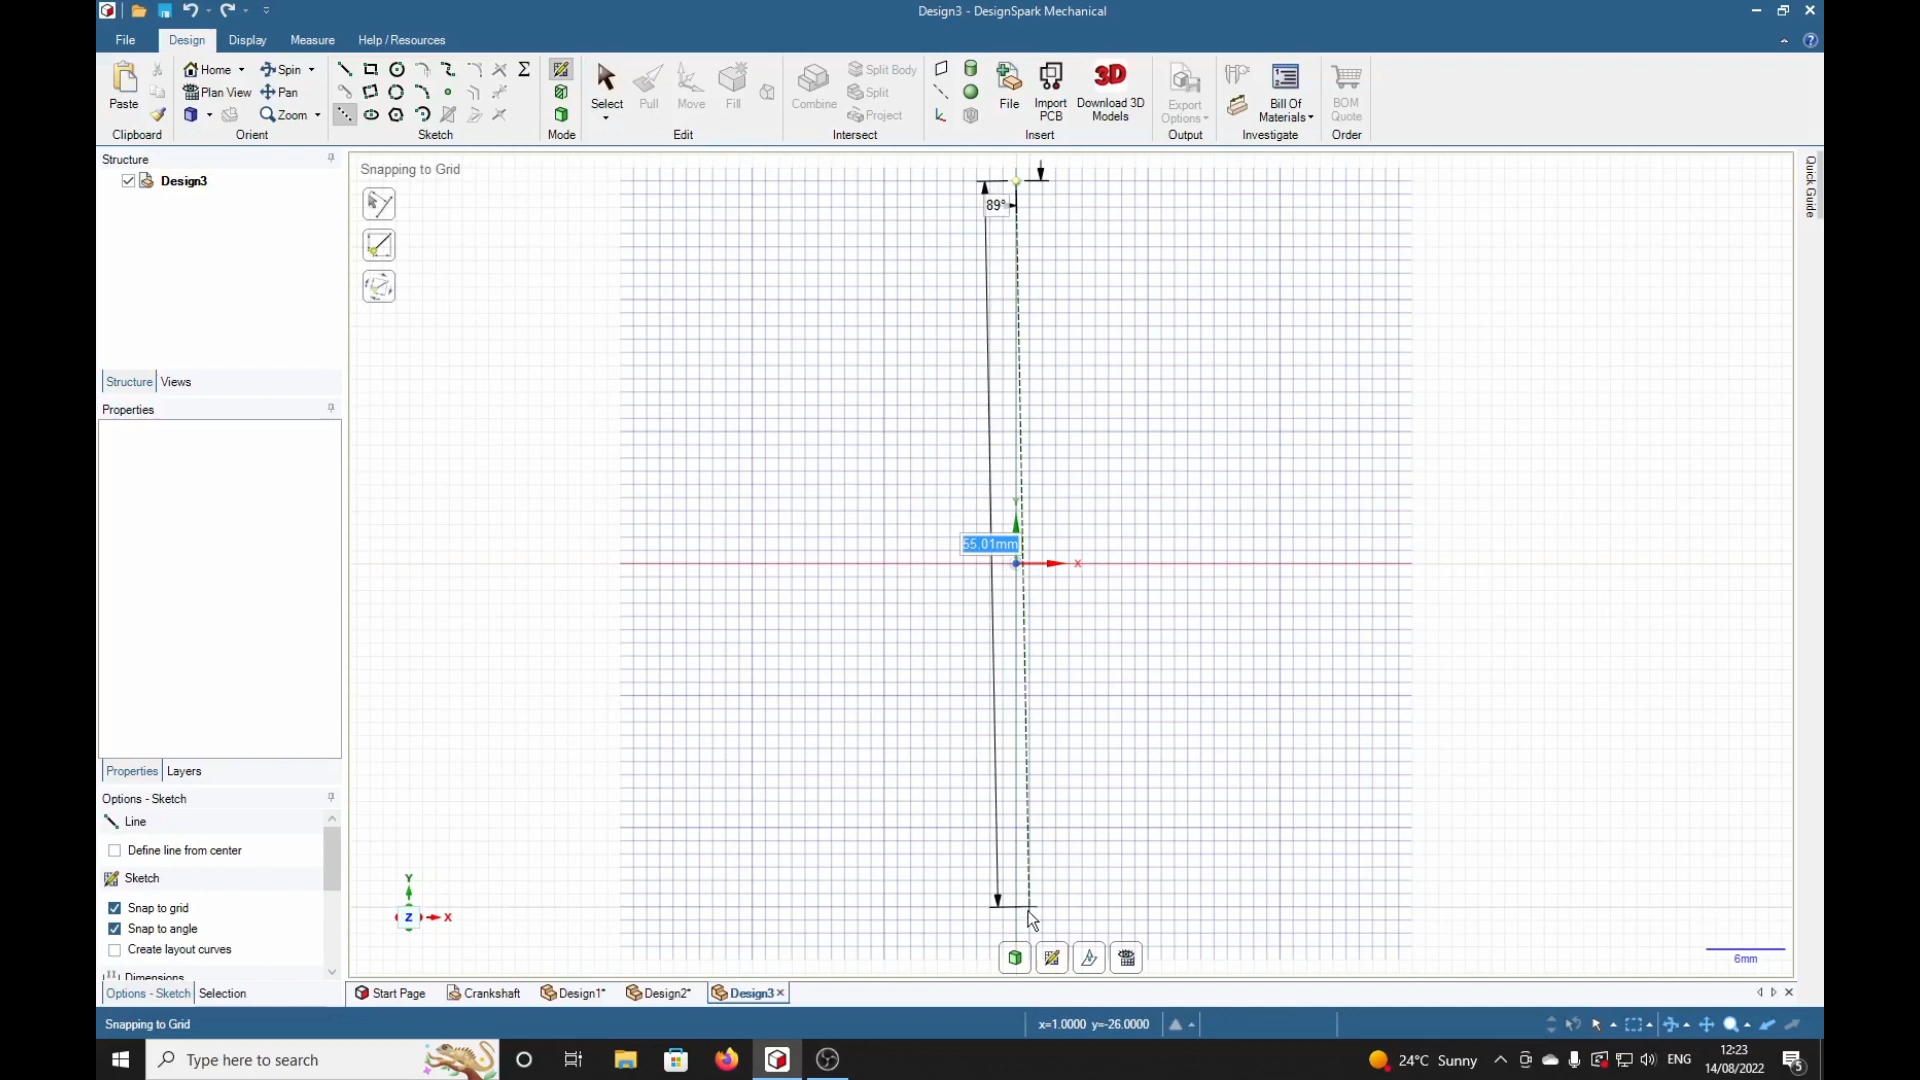 Design3 - DesignSpark Mechanical
File Design Display Measure Help / Resources
Paste
Clipboard
Home Spin
Plan View Pan
Zoom
Orient
Sketch
Mode
Select Pull Move Fill
Edit
Combine
Split Body
Split
Project
Intersect
File
Import PCB
Download 3D Models
Insert
Export Options
Output
Bill Of Materials
Investigate
BOM Quote
Order
Structure
Design3
Structure Views
Properties
Properties Layers
Options - Sketch
Line
Define line from center
Sketch
Snap to grid
Snap to angle
Create layout curves
Dimensions
Options - Sketch Selection
Snapping to Grid
89°
Y
55.01mm
X
Y
Z X
6mm
Quick Guide
Start Page Crankshaft Design1* Design2* Design3
Snapping to Grid
x=1.0000 y=-26.0000
Type here to search
24°C Sunny
ENG
12:23
14/08/2022
5